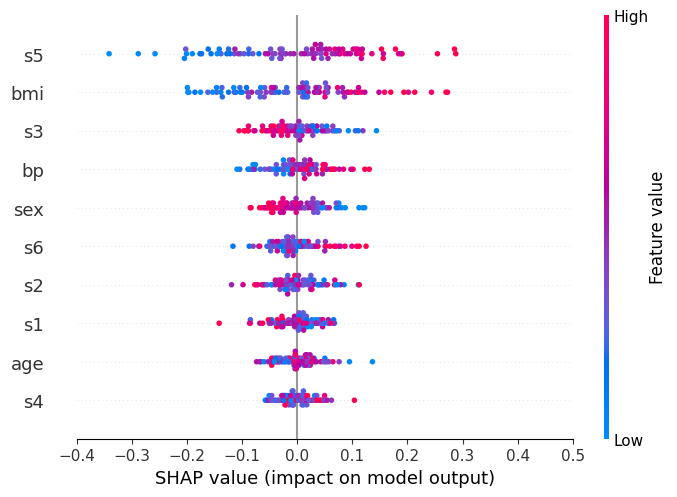 High
s5
bmi
s3
bp
sex
s6
s2
s1
age
s4
Feature value
Low
−0.4 −0.3 −0.2 −0.1 0.0 0.1 0.2 0.3 0.4 0.5
SHAP value (impact on model output)